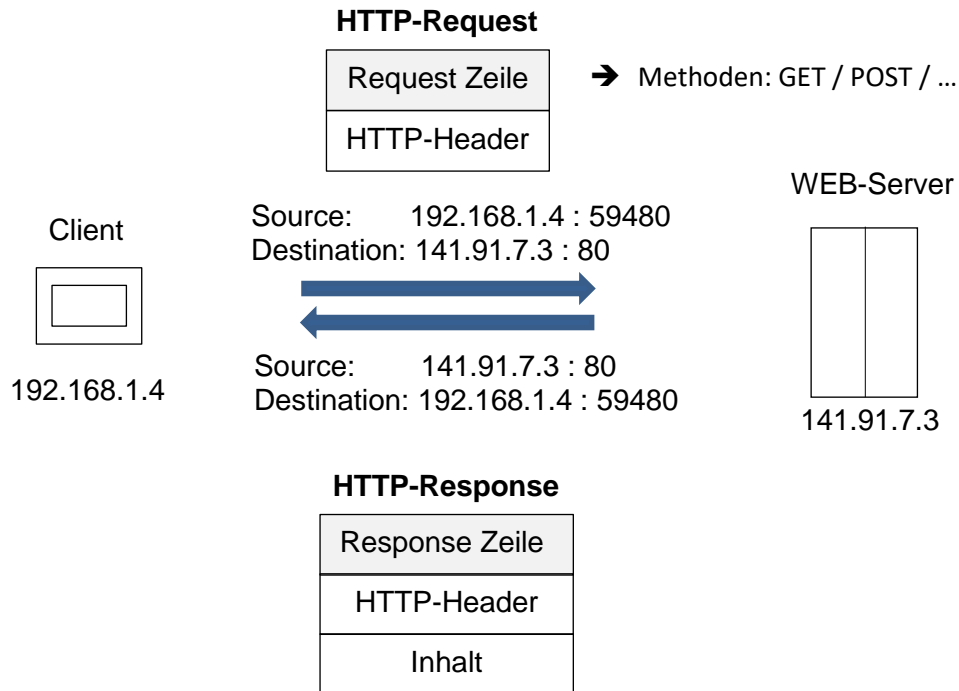 HTTP-Request
Request Zeile
➔ Methoden: GET / POST / ...
HTTP-Header
WEB-Server
Client
Source: 192.168.1.4 : 59480
Destination: 141.91.7.3 : 80
Source: 141.91.7.3 : 80
Destination: 192.168.1.4 : 59480
192.168.1.4
141.91.7.3
HTTP-Response
Response Zeile
HTTP-Header
Inhalt